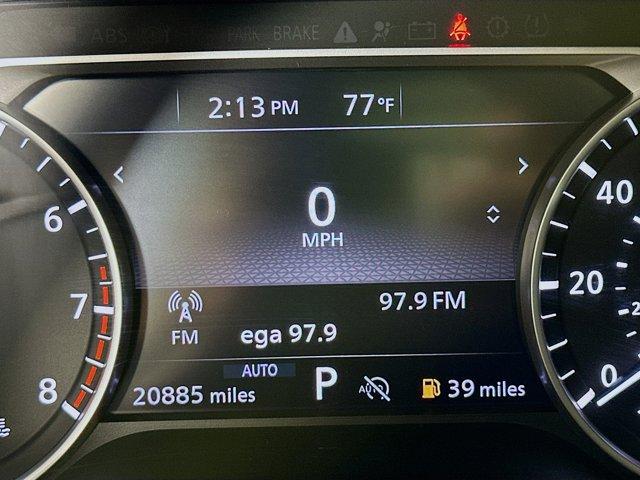 ABS PARK BRAKE
2:13 PM 77°F
0
MPH
40
6
20
7
97.9 FM
FM
ega 97.9
AUTO
8
20885 miles P AUTO 39 miles
0